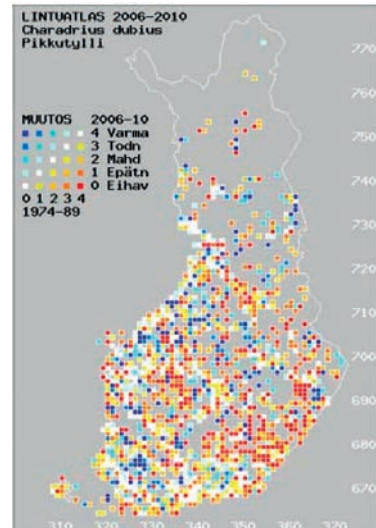 LINTUATLAS 2006-2010
Charadrius dubius
Pikkutylli
MUUTOS 2006-10
4 Varma
3 Todn
2 Mahd
1 Epätn
0 Eihav
0 1 2 3 4
1974-89
770
760
750
740
730
720
710
700
690
680
670
310 320 330 340 350 360 370